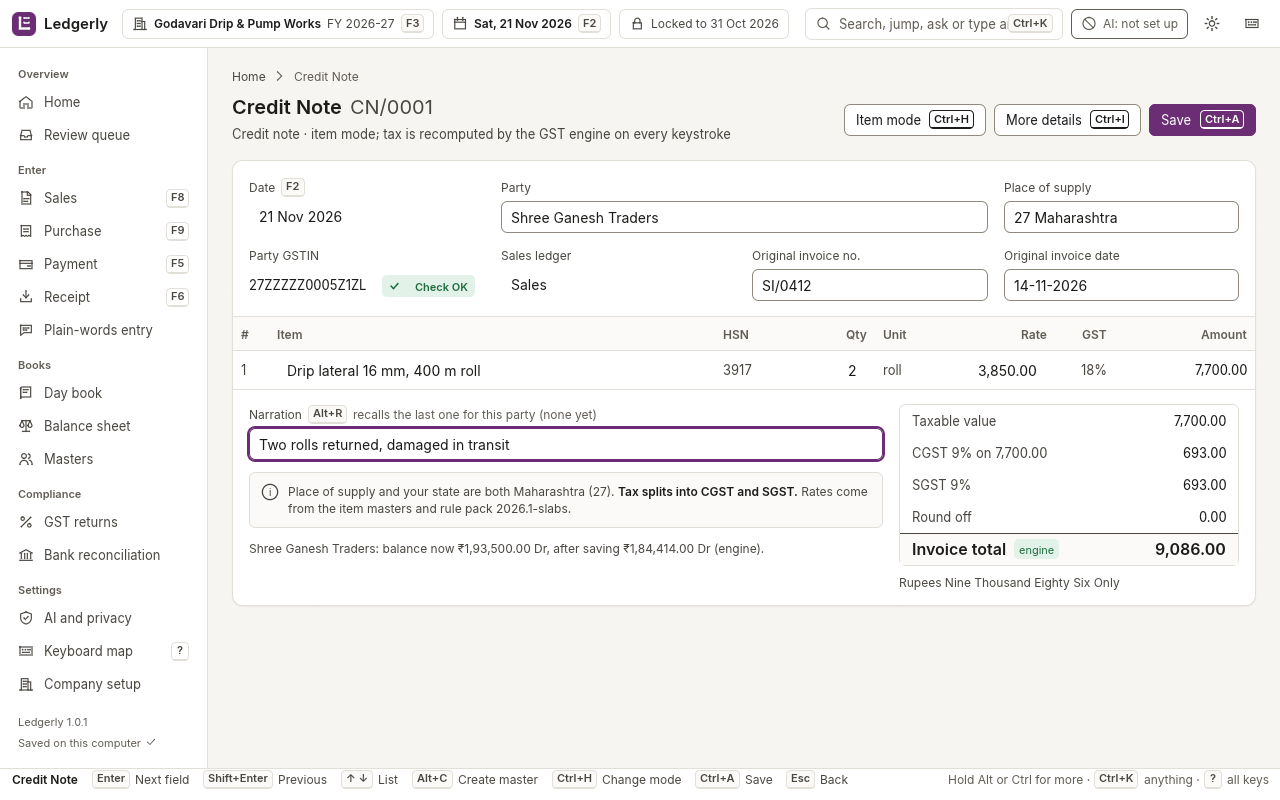 Ledgerly
Godavari Drip & Pump Works FY 2026-27 F3
Sat, 21 Nov 2026 F2
Locked to 31 Oct 2026
Search, jump, ask or type a Ctrl+K
AI: not set up
Overview
Home
Review queue
Enter
Sales F8
Purchase F9
Payment F5
Receipt F6
Plain-words entry
Books
Day book
Balance sheet
Masters
Compliance
GST returns
Bank reconciliation
Settings
AI and privacy
Keyboard map ?
Company setup
Ledgerly 1.0.1
Saved on this computer
Home > Credit Note
Credit Note CN/0001
Credit note · item mode; tax is recomputed by the GST engine on every keystroke
Item mode Ctrl+H
More details Ctrl+I
Save Ctrl+A
Date F2
21 Nov 2026
Party
Shree Ganesh Traders
Place of supply
27 Maharashtra
Party GSTIN
27ZZZZZ0005Z1ZL Check OK
Sales ledger
Sales
Original invoice no.
SI/0412
Original invoice date
14-11-2026
# Item HSN Qty Unit Rate GST Amount
1 Drip lateral 16 mm, 400 m roll 3917 2 roll 3,850.00 18% 7,700.00
Narration Alt+R recalls the last one for this party (none yet)
Two rolls returned, damaged in transit
Place of supply and your state are both Maharashtra (27). Tax splits into CGST and SGST. Rates come
from the item masters and rule pack 2026.1-slabs.
Shree Ganesh Traders: balance now ₹1,93,500.00 Dr, after saving ₹1,84,414.00 Dr (engine).
Taxable value 7,700.00
CGST 9% on 7,700.00 693.00
SGST 9% 693.00
Round off 0.00
Invoice total engine 9,086.00
Rupees Nine Thousand Eighty Six Only
Credit Note Enter Next field Shift+Enter Previous ↑ ↓ List Alt+C Create master Ctrl+H Change mode Ctrl+A Save Esc Back
Hold Alt or Ctrl for more · Ctrl+K anything · ? all keys